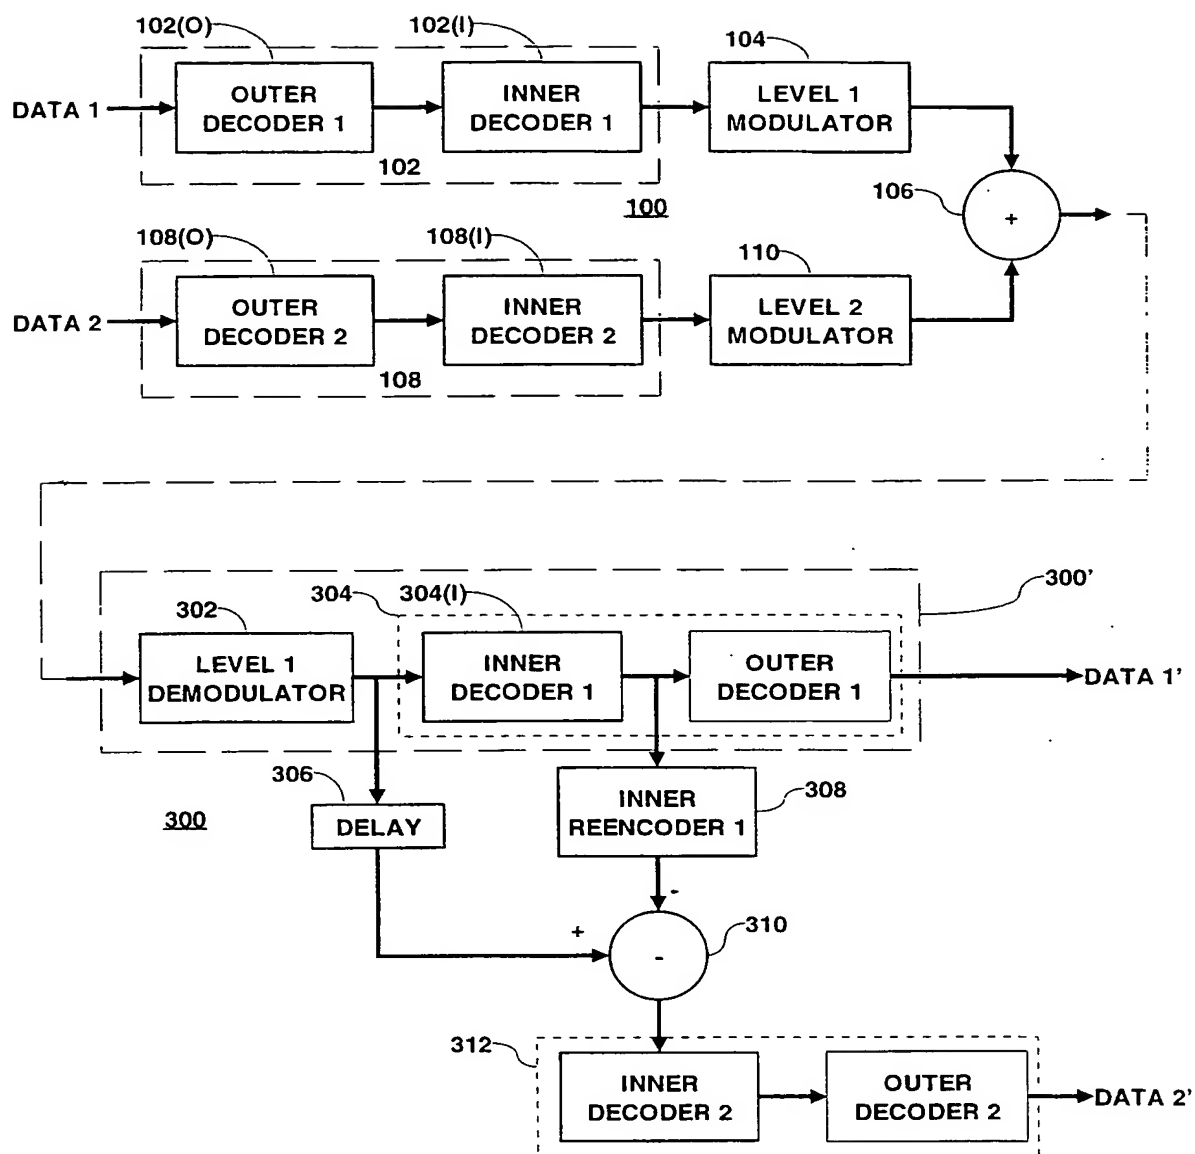 102(O)
102(I)
104
DATA 1
OUTER
DECODER 1
INNER
DECODER 1
LEVEL 1
MODULATOR
102
100
106
+
108(O)
108(I)
110
DATA 2
OUTER
DECODER 2
INNER
DECODER 2
LEVEL 2
MODULATOR
108
300'
302
304
304(I)
LEVEL 1
DEMODULATOR
INNER
DECODER 1
OUTER
DECODER 1
DATA 1'
306
300
DELAY
INNER
REENCODER 1
308
-
+
-
310
312
INNER
DECODER 2
OUTER
DECODER 2
DATA 2'